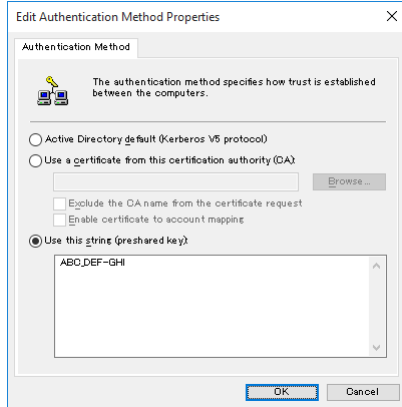 Edit Authentication Method Properties
Authentication Method
The authentication method specifies how trust is established
between the computers.
Active Directory default (Kerberos V5 protocol)
Use a certificate from this certification authority (CA):
Browse...
Exclude the CA name from the certificate request
Enable certificate to account mapping
Use this string (preshared key):
ABC_DEF-GHI
OK Cancel